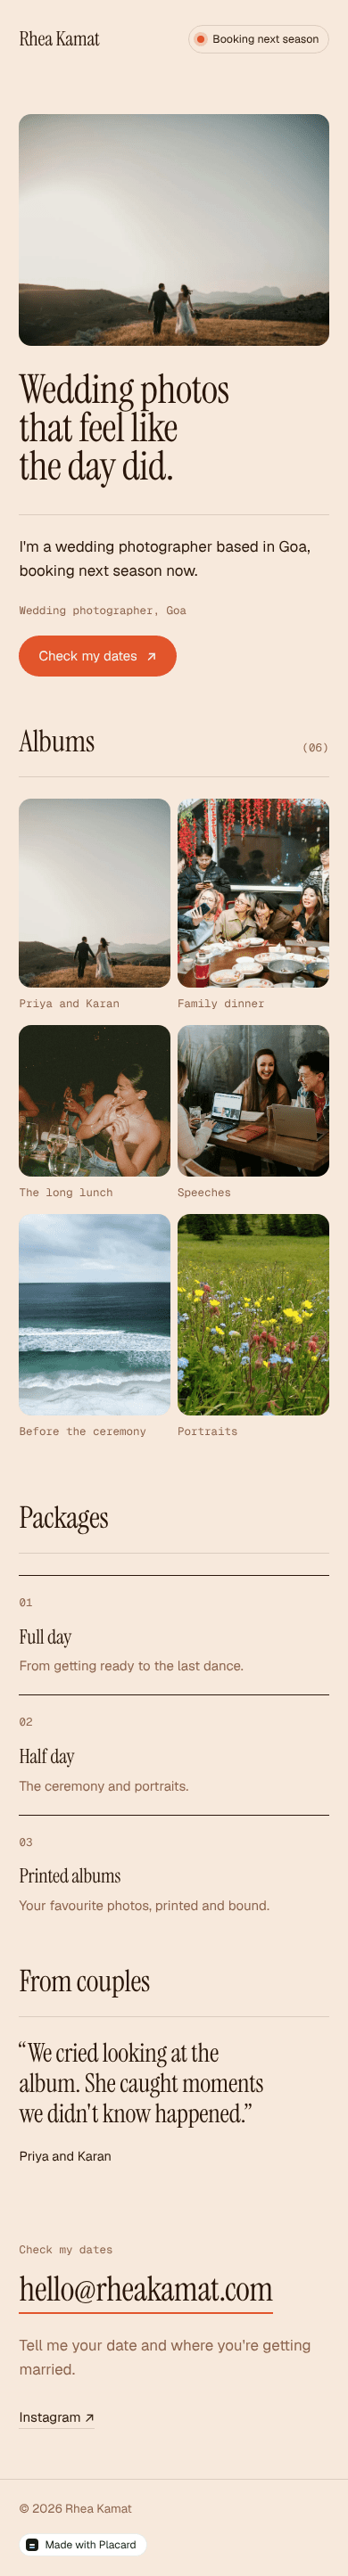 Rhea Kamat
Booking next season
Wedding photos
that feel like
the day did.
I'm a wedding photographer based in Goa,
booking next season now.
Wedding photographer, Goa
Check my dates ↗
Albums
(06)
Priya and Karan
Family dinner
The long lunch
Speeches
Before the ceremony
Portraits
Packages
01
Full day
From getting ready to the last dance.
02
Half day
The ceremony and portraits.
03
Printed albums
Your favourite photos, printed and bound.
From couples
“We cried looking at the
album. She caught moments
we didn't know happened.”
Priya and Karan
Check my dates
hello@rheakamat.com
Tell me your date and where you're getting
married.
Instagram ↗
© 2026 Rhea Kamat
Made with Placard